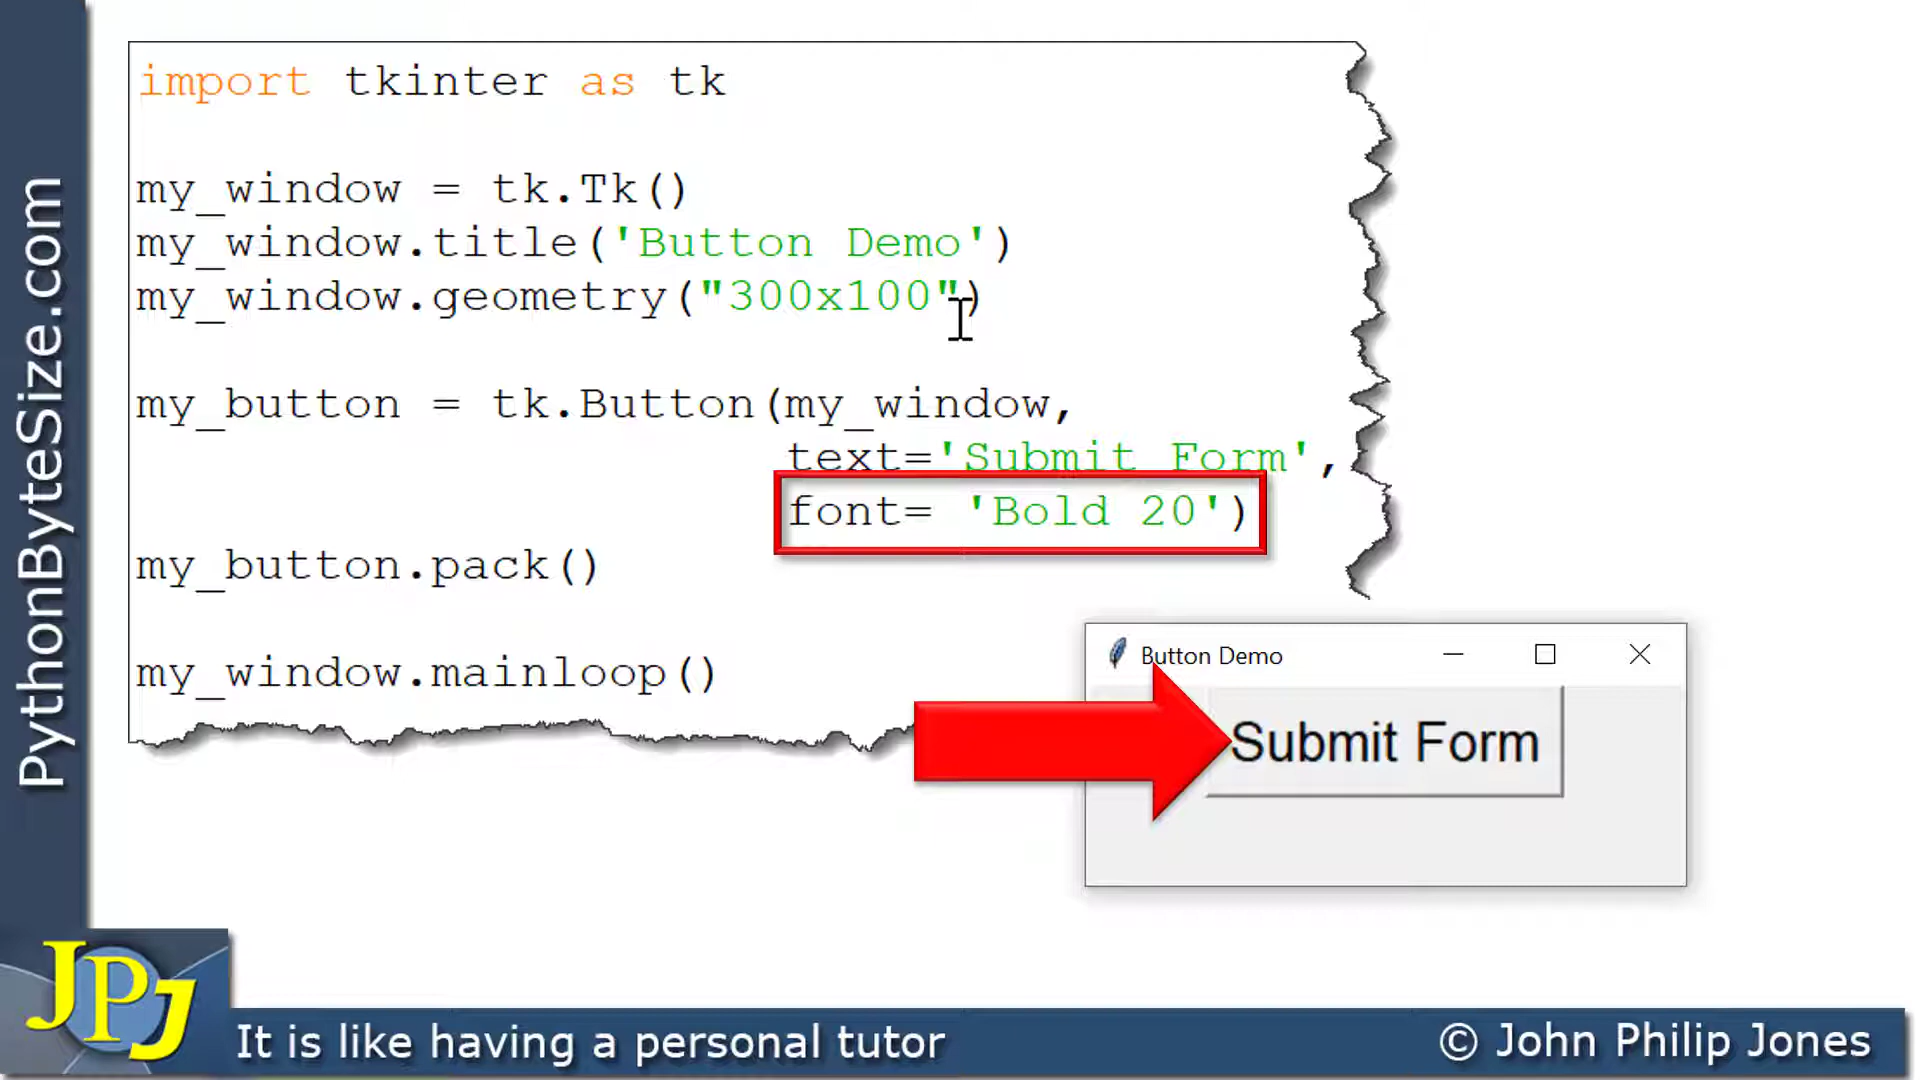 PythonByteSize.com
import tkinter as tk
my_window = tk.Tk()
my_window.title('Button Demo')
my_window.geometry("300x100")
my_button = tk.Button(my_window,
text='Submit Form',
font= 'Bold 20')
my_button.pack()
my_window.mainloop()
Button Demo
Submit Form
JPJ
It is like having a personal tutor
© John Philip Jones